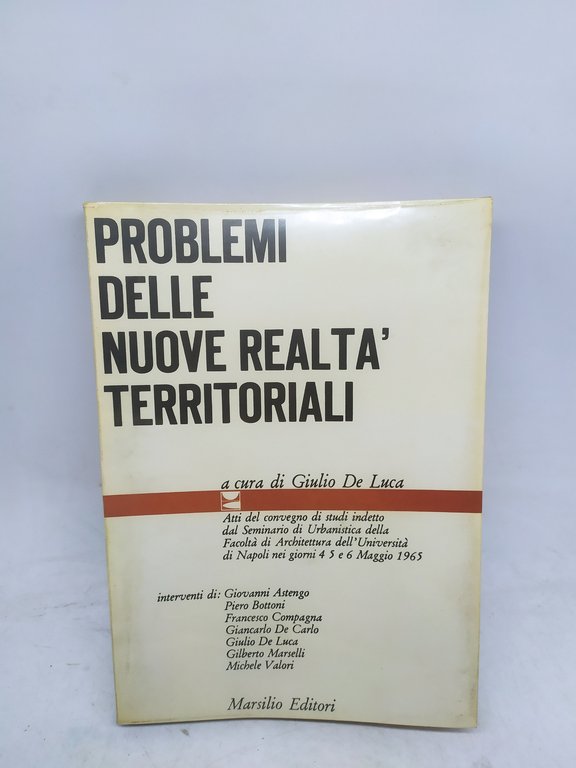 PROBLEMI
DELLE
NUOVE REALTA'
TERRITORIALI
a cura di Giulio De Luca
Atti del convegno di studi indetto
dal Seminario di Urbanistica della
Facoltà di Architettura dell'Università
di Napoli nei giorni 4 5 e 6 Maggio 1965
interventi di: Giovanni Astengo
Piero Bottoni
Francesco Compagna
Giancarlo De Carlo
Giulio De Luca
Gilberto Marselli
Michele Valori
Marsilio Editori